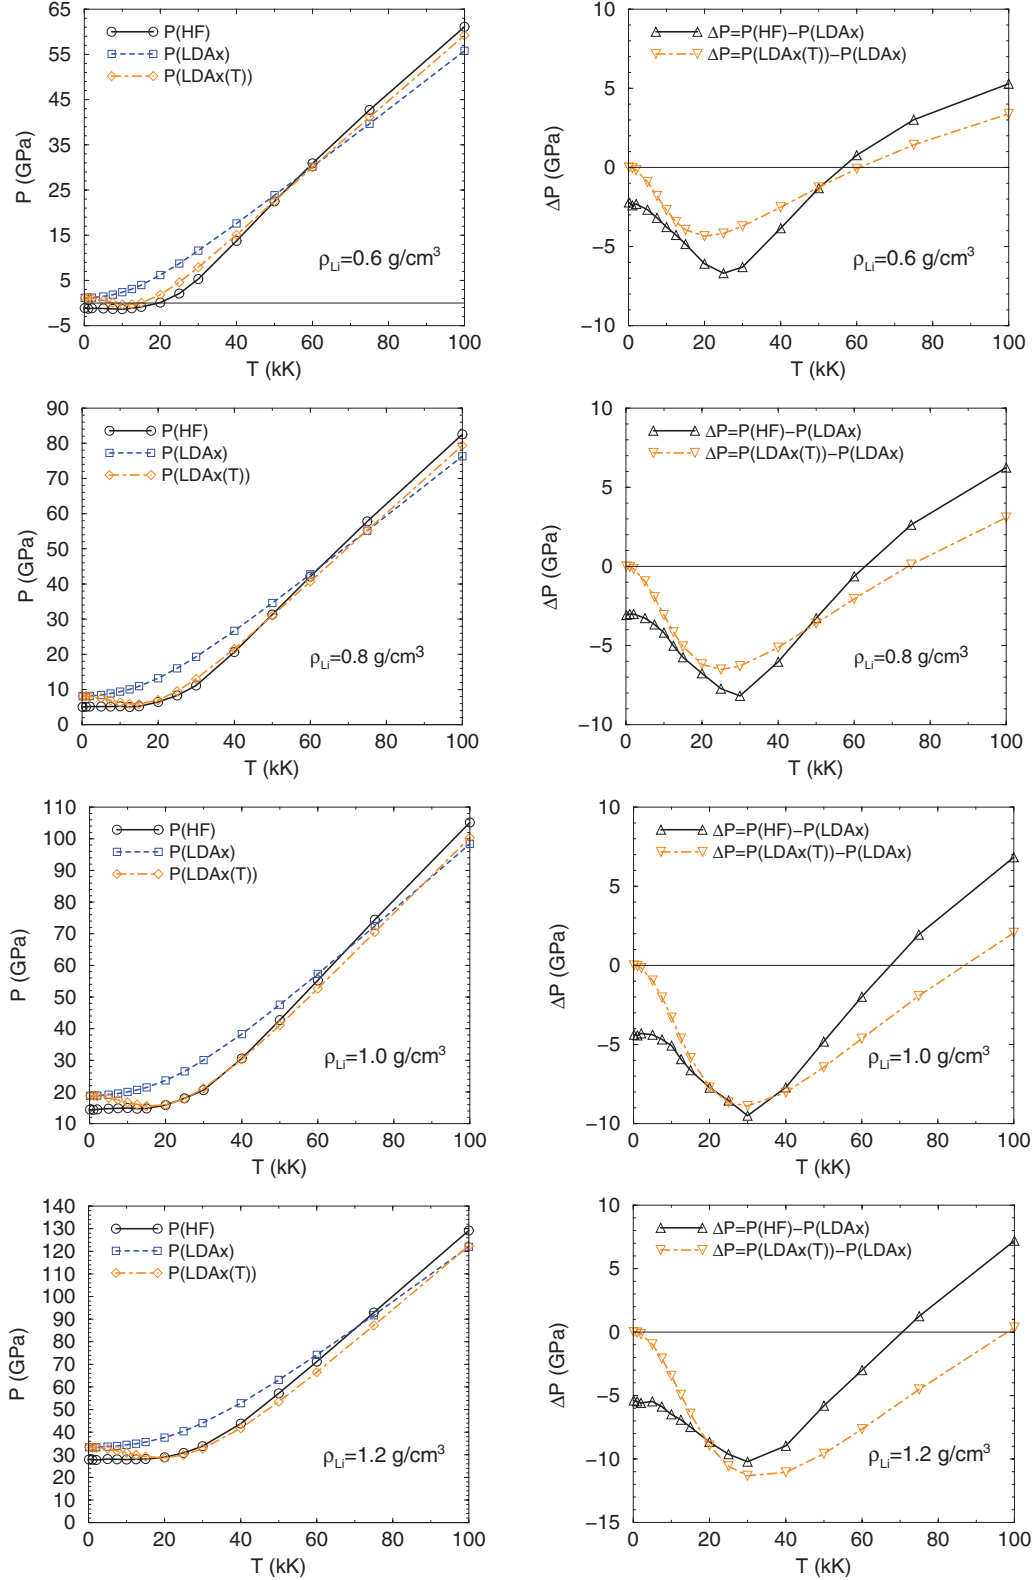 65
55
45
35
25
15
5
−5
P (GPa)
P(HF)
P(LDAx)
P(LDAx(T))
ρLi=0.6 g/cm³
0 20 40 60 80 100
T (kK)
10
5
0
−5
−10
ΔP (GPa)
ΔP=P(HF)−P(LDAx)
ΔP=P(LDAx(T))−P(LDAx)
ρLi=0.6 g/cm³
0 20 40 60 80 100
T (kK)
90
80
70
60
50
40
30
20
10
0
P (GPa)
P(HF)
P(LDAx)
P(LDAx(T))
ρLi=0.8 g/cm³
0 20 40 60 80 100
T (kK)
10
5
0
−5
−10
ΔP (GPa)
ΔP=P(HF)−P(LDAx)
ΔP=P(LDAx(T))−P(LDAx)
ρLi=0.8 g/cm³
0 20 40 60 80 100
T (kK)
110
100
90
80
70
60
50
40
30
20
10
P (GPa)
P(HF)
P(LDAx)
P(LDAx(T))
ρLi=1.0 g/cm³
0 20 40 60 80 100
T (kK)
10
5
0
−5
−10
ΔP (GPa)
ΔP=P(HF)−P(LDAx)
ΔP=P(LDAx(T))−P(LDAx)
ρLi=1.0 g/cm³
0 20 40 60 80 100
T (kK)
140
130
120
110
100
90
80
70
60
50
40
30
20
10
0
P (GPa)
P(HF)
P(LDAx)
P(LDAx(T))
ρLi=1.2 g/cm³
0 20 40 60 80 100
T (kK)
10
5
0
−5
−10
−15
ΔP (GPa)
ΔP=P(HF)−P(LDAx)
ΔP=P(LDAx(T))−P(LDAx)
ρLi=1.2 g/cm³
0 20 40 60 80 100
T (kK)